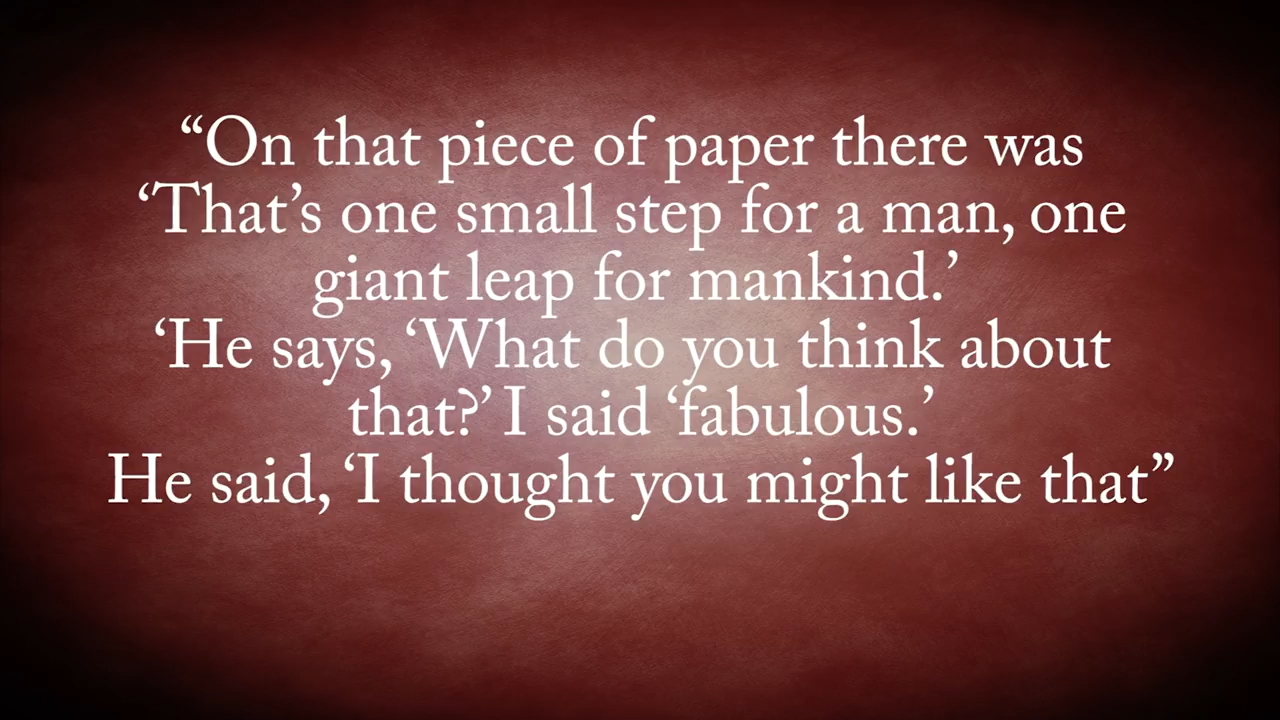 “On that piece of paper there was
‘That’s one small step for a man, one
giant leap for mankind.’
‘He says, ‘What do you think about
that?’ I said ‘fabulous.’
He said, ‘I thought you might like that”